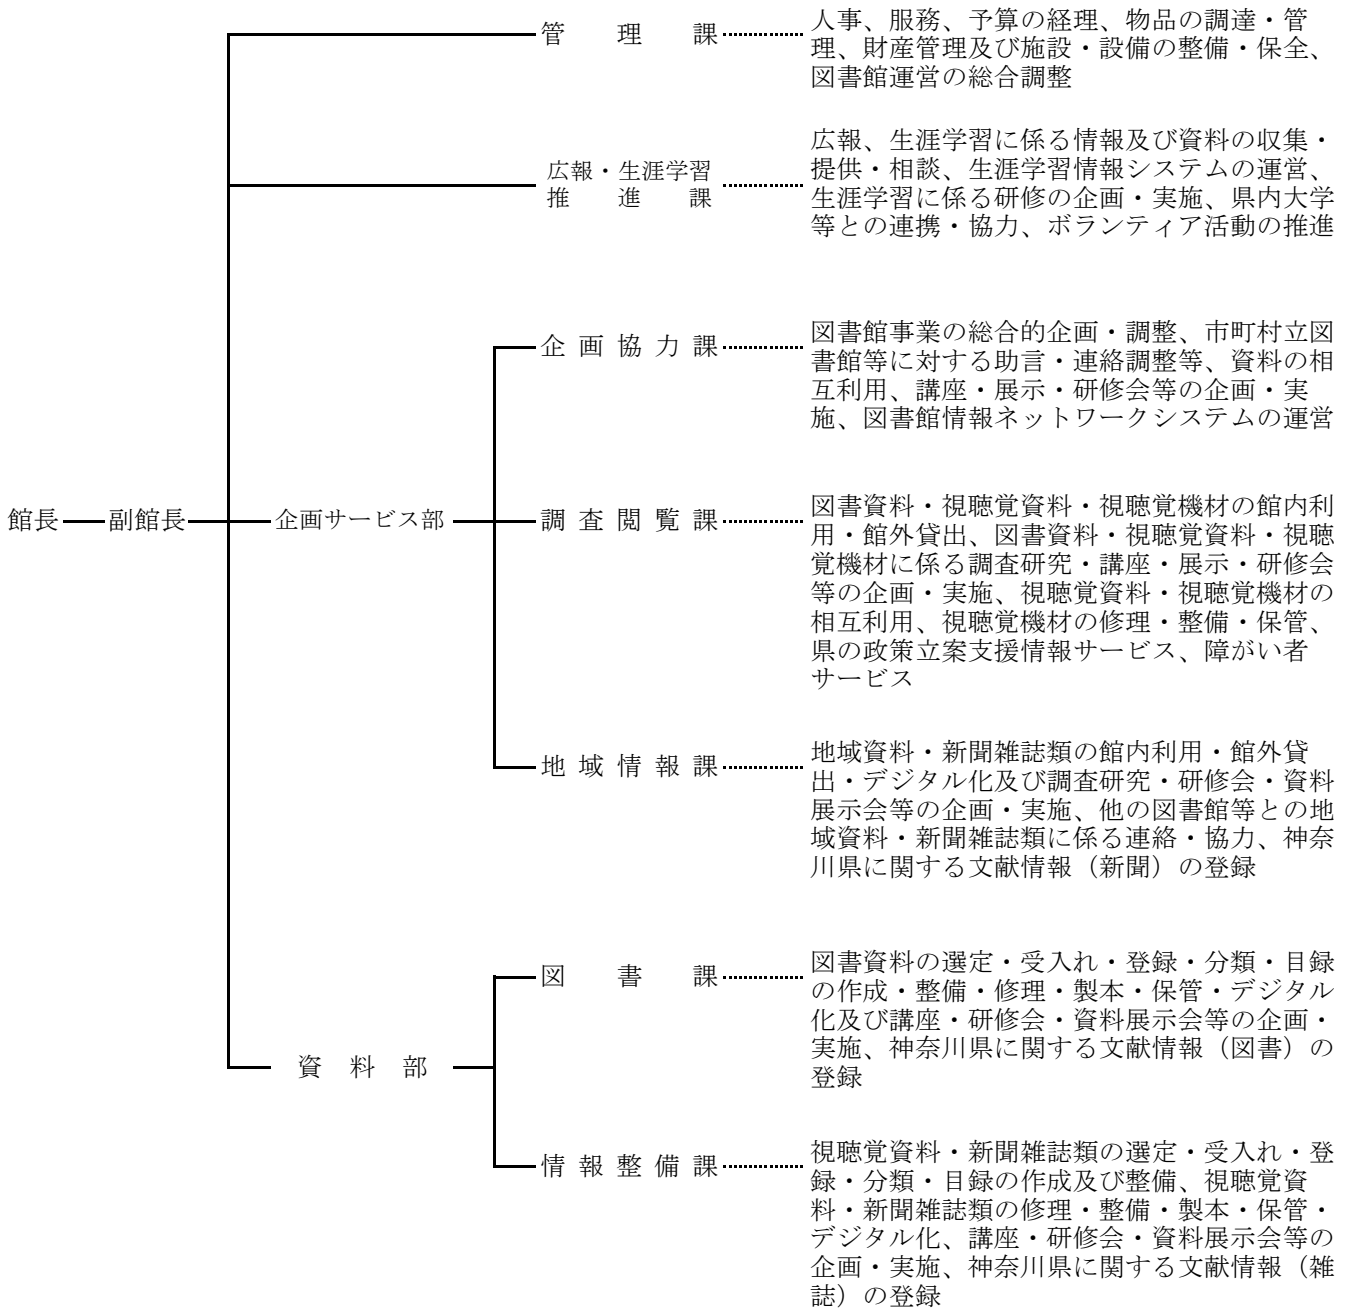 管理課
人事、服務、予算の経理、物品の調達・管
理、財産管理及び施設・設備の整備・保全、
図書館運営の総合調整
広報・生涯学習
推進課
広報、生涯学習に係る情報及び資料の収集・
提供・相談、生涯学習情報システムの運営、
生涯学習に係る研修の企画・実施、県内大学
等との連携・協力、ボランティア活動の推進
企画協力課
図書館事業の総合的企画・調整、市町村立図
書館等に対する助言・連絡調整等、資料の相
互利用、講座・展示・研修会等の企画・実
施、図書館情報ネットワークシステムの運営
館長
副館長
企画サービス部
調査閲覧課
図書資料・視聴覚資料・視聴覚機材の館内利
用・館外貸出、図書資料・視聴覚資料・視聴
覚機材に係る調査研究・講座・展示・研修会
等の企画・実施、視聴覚資料・視聴覚機材の
相互利用、視聴覚機材の修理・整備・保管、
県の政策立案支援情報サービス、障がい者
サービス
地域情報課
地域資料・新聞雑誌類の館内利用・館外貸
出・デジタル化及び調査研究・研修会・資料
展示会等の企画・実施、他の図書館等との地
域資料・新聞雑誌類に係る連絡・協力、神奈
川県に関する文献情報（新聞）の登録
資料部
図書課
図書資料の選定・受入れ・登録・分類・目録
の作成・整備・修理・製本・保管・デジタル
化及び講座・研修会・資料展示会等の企画・
実施、神奈川県に関する文献情報（図書）の
登録
情報整備課
視聴覚資料・新聞雑誌類の選定・受入れ・登
録・分類・目録の作成及び整備、視聴覚資
料・新聞雑誌類の修理・整備・製本・保管・
デジタル化、講座・研修会・資料展示会等の
企画・実施、神奈川県に関する文献情報（雑
誌）の登録